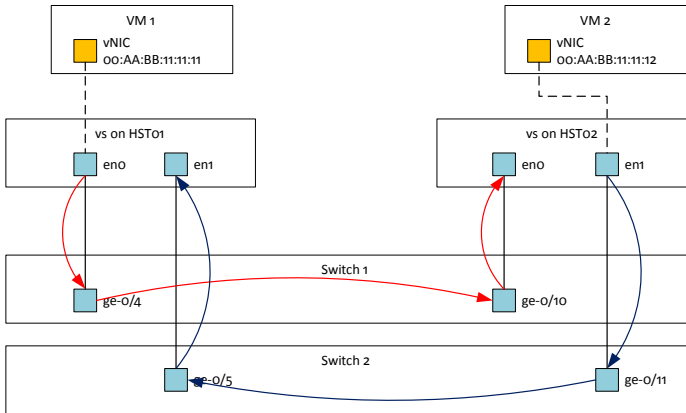 VM 1
vNIC
00:AA:BB:11:11:11
VM 2
vNIC
00:AA:BB:11:11:12
vs on HST01
en0
en1
vs on HST02
en0
en1
Switch 1
ge-0/4
ge-0/10
Switch 2
ge-0/5
ge-0/11